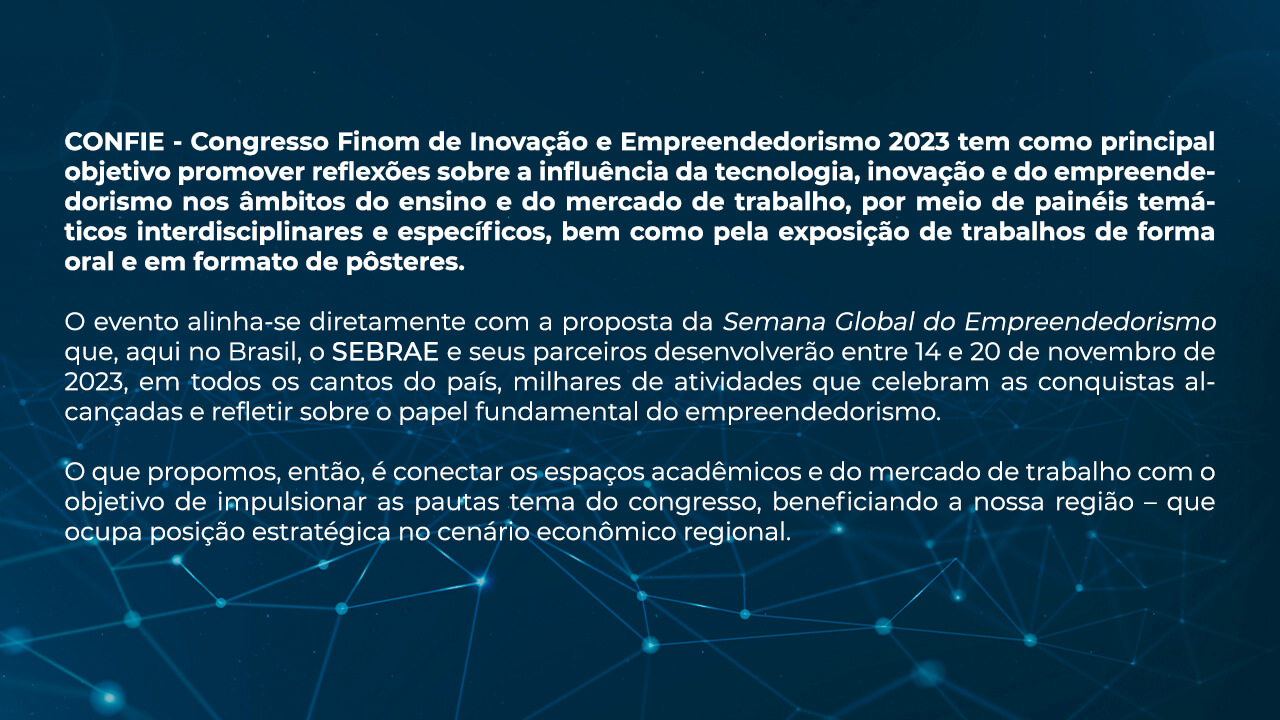 CONFIE - Congresso Finom de Inovação e Empreendedorismo 2023 tem como principal
objetivo promover reflexões sobre a influência da tecnologia, inovação e do empreende-
dorismo nos âmbitos do ensino e do mercado de trabalho, por meio de painéis temá-
ticos interdisciplinares e específicos, bem como pela exposição de trabalhos de forma
oral e em formato de pôsteres.
O evento alinha-se diretamente com a proposta da Semana Global do Empreendedorismo
que, aqui no Brasil, o SEBRAE e seus parceiros desenvolverão entre 14 e 20 de novembro de
2023, em todos os cantos do país, milhares de atividades que celebram as conquistas al-
cançadas e refletir sobre o papel fundamental do empreendedorismo.
O que propomos, então, é conectar os espaços acadêmicos e do mercado de trabalho com o
objetivo de impulsionar as pautas tema do congresso, beneficiando a nossa região – que
ocupa posição estratégica no cenário econômico regional.